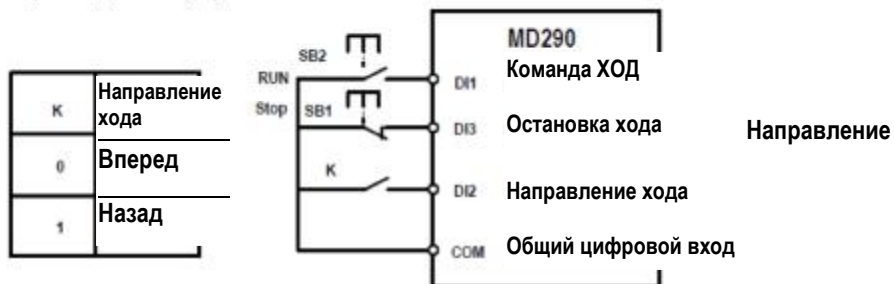 K Направление
хода
0 Вперед
1 Назад
MD290
SB2
RUN DI1 Команда ХОД
Stop SB1 DI3 Остановка хода
K DI2 Направление хода
COM Общий цифровой вход
Направление